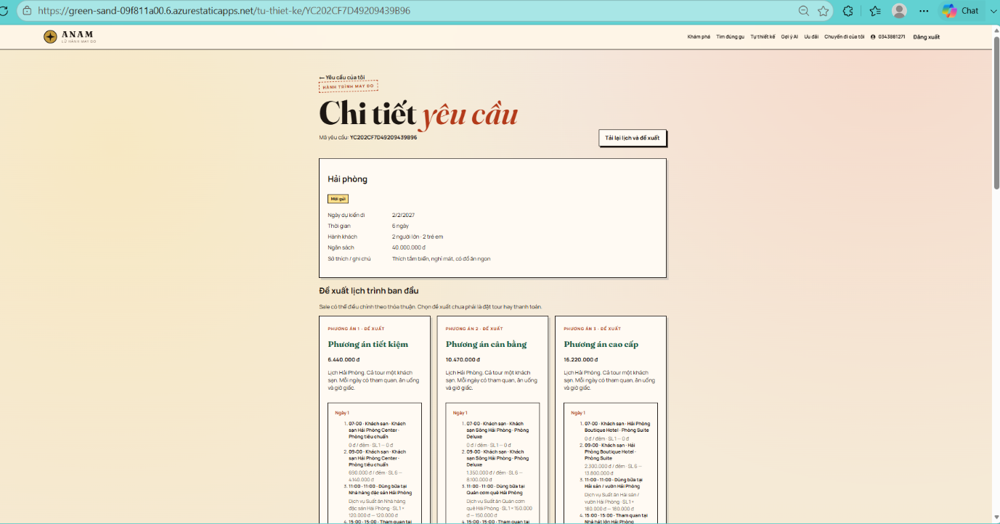 https://green-sand-09f811a00.6.azurestaticapps.net/tu-thiet-ke/YC202CF7D49209439B96
Chat
ANAM
LỮ HÀNH MAY ĐO
Khám phá Tìm đúng gu Tự thiết kế Gợi ý AI Ưu đãi Chuyến đi của tôi 0343881271 Đăng xuất
← Yêu cầu của tôi
HÀNH TRÌNH MAY ĐO
Chi tiết yêu cầu
Mã yêu cầu: YC202CF7D49209439B96
Tải lại lịch và đề xuất
Hải phòng
Mới gửi
Ngày dự kiến đi 2/2/2027
Thời gian 6 ngày
Hành khách 2 người lớn · 2 trẻ em
Ngân sách 40.000.000 đ
Sở thích / ghi chú Thích tắm biển, nghỉ mát, có đồ ăn ngon
Đề xuất lịch trình ban đầu
Sale có thể điều chỉnh theo thỏa thuận. Chọn đề xuất chưa phải là đặt tour hay thanh toán.
PHƯƠNG ÁN 1 · ĐỀ XUẤT
Phương án tiết kiệm
6.440.000 đ
Lịch Hải Phòng. Cả tour một khách
sạn. Mỗi ngày có tham quan, ăn uống
và giờ giấc.
Ngày 1
1. 07:00 · Khách sạn · Khách
sạn Hải Phòng Center ·
Phòng tiêu chuẩn
0 đ / đêm · SL 1 — 0 đ
2. 09:00 · Khách sạn · Khách
sạn Hải Phòng Center ·
Phòng tiêu chuẩn
690.000 đ / đêm · SL 6 —
4.140.000 đ
3. 11:00 · 11:00 · Dùng bữa tại
Nhà hàng đặc sản Hải Phòng
Dịch vụ Suất ăn Nhà hàng
đặc sản Hải Phòng · SL 1 ×
120.000 đ — 120.000 đ
4. 15:00 · 15:00 · Tham quan tại
PHƯƠNG ÁN 2 · ĐỀ XUẤT
Phương án cân bằng
10.470.000 đ
Lịch Hải Phòng. Cả tour một khách
sạn. Mỗi ngày có tham quan, ăn uống
và giờ giấc.
Ngày 1
1. 07:00 · Khách sạn · Khách
sạn Sông Hải Phòng · Phòng
Deluxe
0 đ / đêm · SL 1 — 0 đ
2. 09:00 · Khách sạn · Khách
sạn Sông Hải Phòng · Phòng
Deluxe
1.350.000 đ / đêm · SL 6 —
8.100.000 đ
3. 11:00 · 11:00 · Dùng bữa tại
Quán cơm quê Hải Phòng
Dịch vụ Suất ăn Quán cơm
quê Hải Phòng · SL 1 × 150.000
đ — 150.000 đ
4. 15:00 · 15:00 · Tham quan tại
PHƯƠNG ÁN 3 · ĐỀ XUẤT
Phương án cao cấp
16.220.000 đ
Lịch Hải Phòng. Cả tour một khách
sạn. Mỗi ngày có tham quan, ăn uống
và giờ giấc.
Ngày 1
1. 07:00 · Khách sạn · Hải Phòng
Boutique Hotel · Phòng Suite
0 đ / đêm · SL 1 — 0 đ
2. 09:00 · Khách sạn · Hải
Phòng Boutique Hotel ·
Phòng Suite
2.300.000 đ / đêm · SL 6 —
13.800.000 đ
3. 11:00 · 11:00 · Dùng bữa tại
Hải sản / vườn Hải Phòng
Dịch vụ Suất ăn Hải sản /
vườn Hải Phòng · SL 1 ×
180.000 đ — 180.000 đ
4. 15:00 · 15:00 · Tham quan tại
Nhà hát lớn Hải Phòng